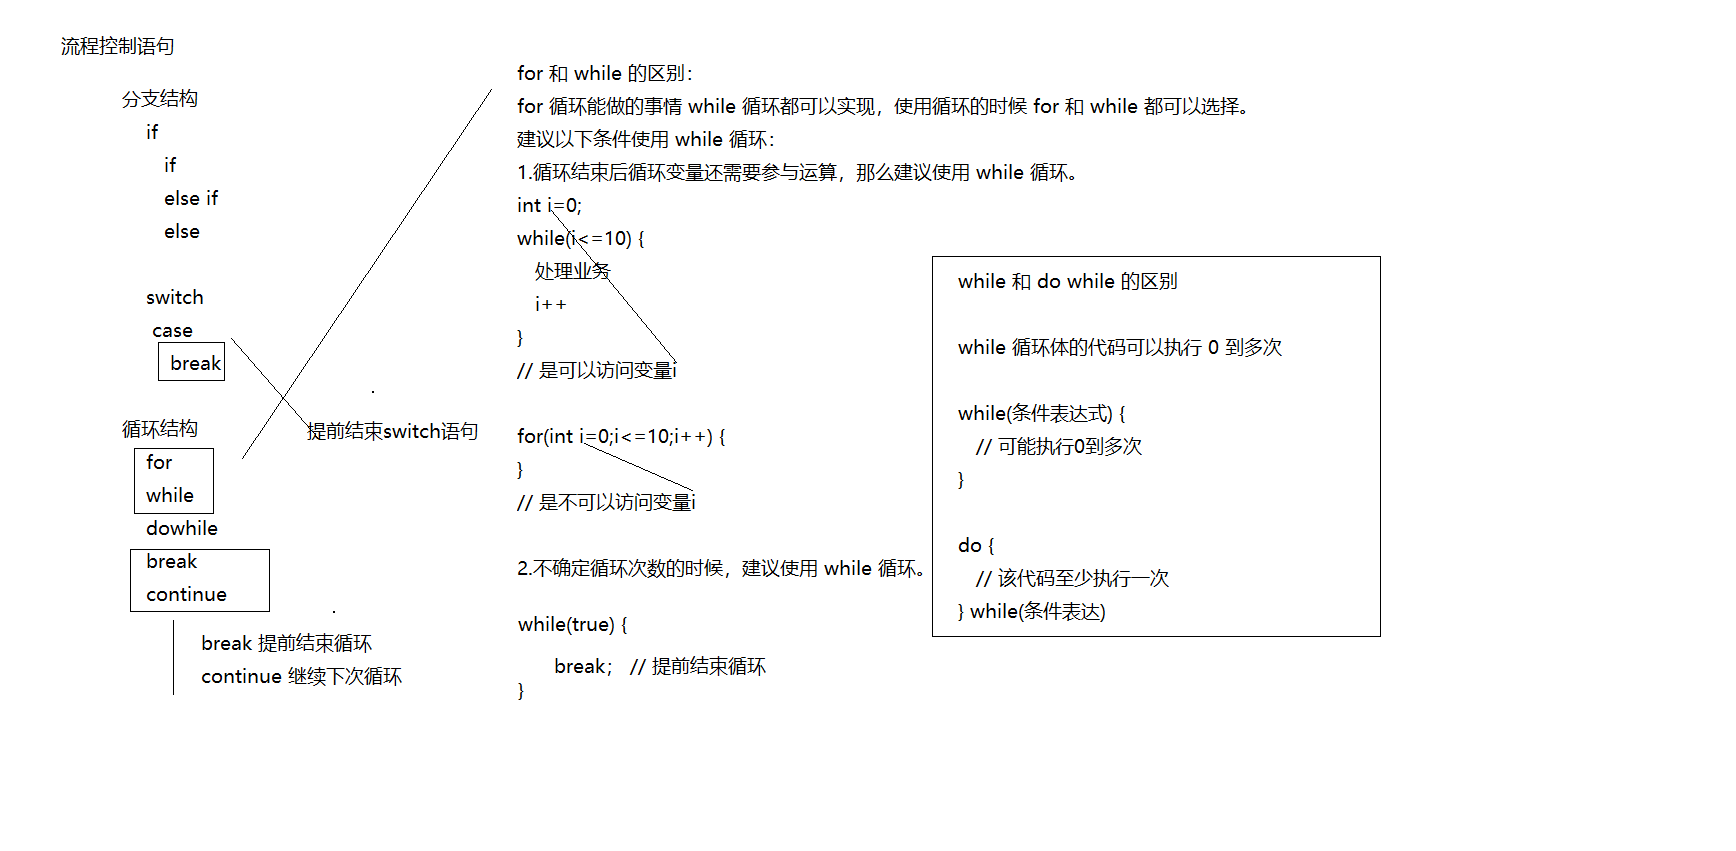 流程控制语句
分支结构
if
if
else if
else
switch
case
break
提前结束switch语句
循环结构
for
while
dowhile
break
continue
break 提前结束循环
continue 继续下次循环
for 和 while 的区别：
for 循环能做的事情 while 循环都可以实现，使用循环的时候 for 和 while 都可以选择。
建议以下条件使用 while 循环：
1.循环结束后循环变量还需要参与运算，那么建议使用 while 循环。
int i=0;
while(i<=10) {
处理业务
i++
}
// 是可以访问变量i
for(int i=0;i<=10;i++) {
}
// 是不可以访问变量i
2.不确定循环次数的时候，建议使用 while 循环。
while(true) {
break； // 提前结束循环
}
while 和 do while 的区别
while 循环体的代码可以执行 0 到多次
while(条件表达式) {
// 可能执行0到多次
}
do {
// 该代码至少执行一次
} while(条件表达)